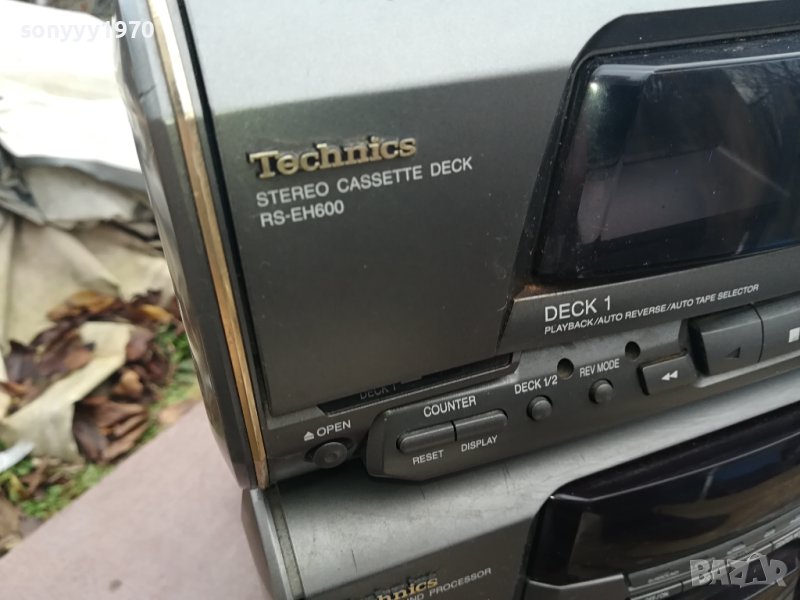 sonyyy1970
Technics
STEREO CASSETTE DECK
RS-EH600
DECK 1
PLAYBACK/AUTO REVERSE/AUTO TAPE SELECTOR
DECK 1
DECK 1/2
REV MODE
◀◀
◀
■
COUNTER
⏏OPEN
RESET
DISPLAY
Technics
SOUND PROCESSOR
BAZAR